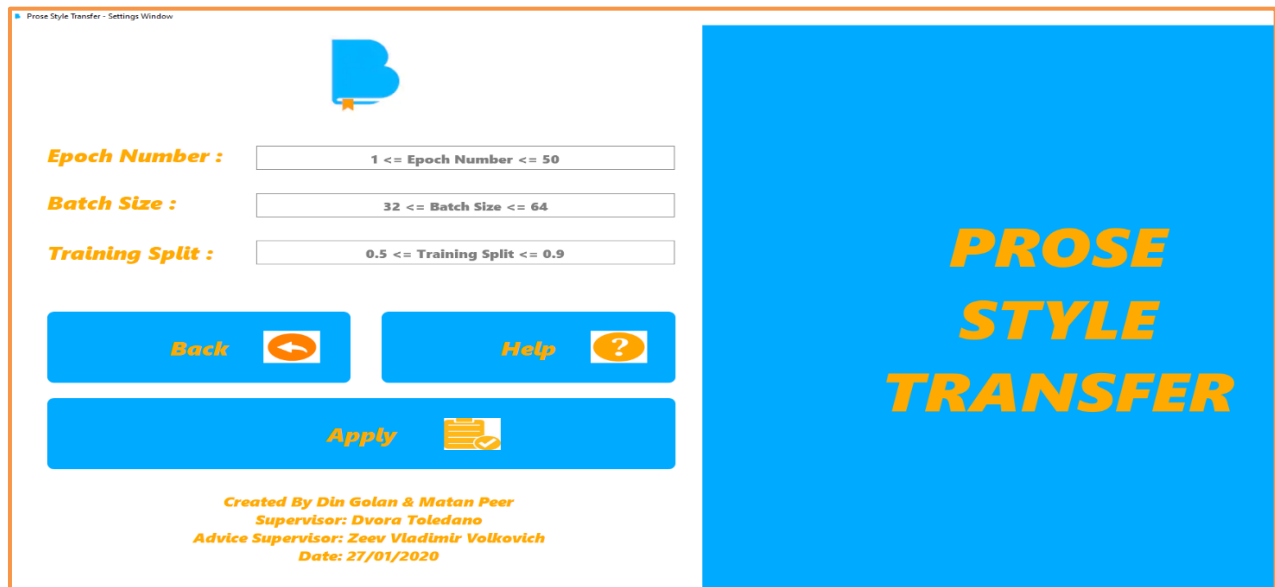 Prose Style Transfer - Settings Window
Epoch Number :
1 <= Epoch Number <= 50
Batch Size :
32 <= Batch Size <= 64
Training Split :
0.5 <= Training Split <= 0.9
Back
Help
?
Apply
Created By Din Golan & Matan Peer
Supervisor: Dvora Toledano
Advice Supervisor: Zeev Vladimir Volkovich
Date: 27/01/2020
PROSE
STYLE
TRANSFER